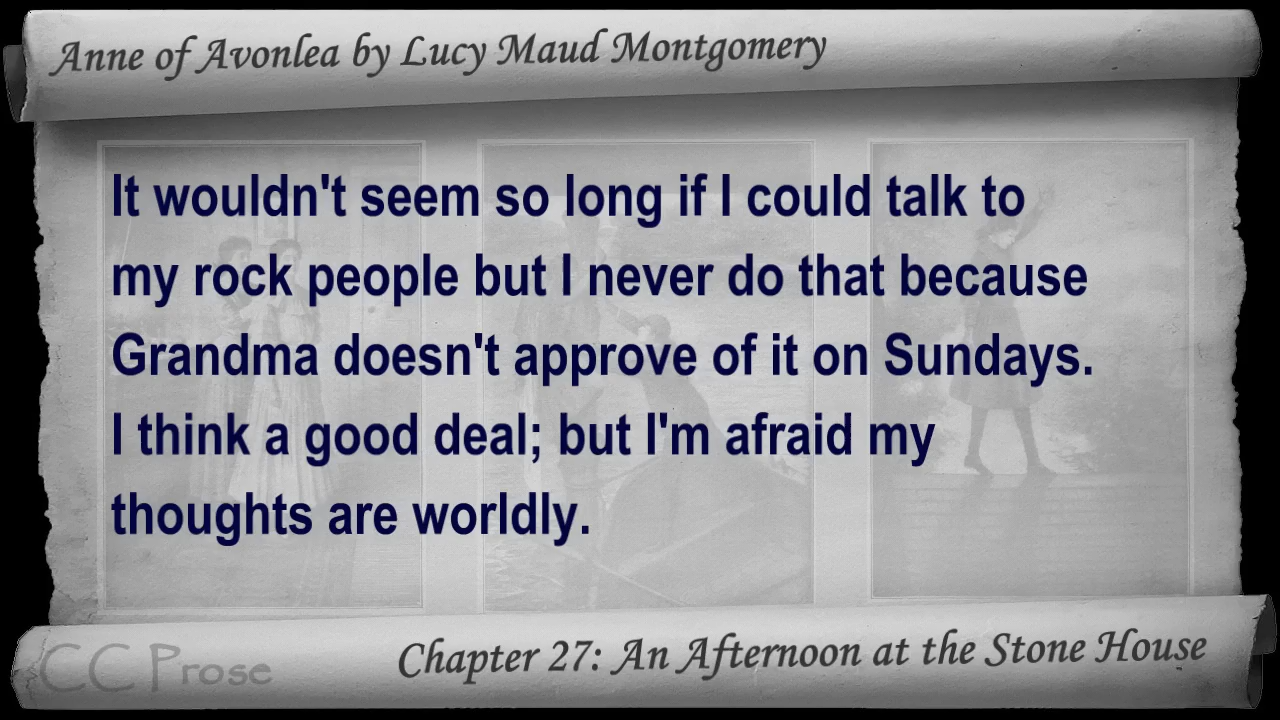 Anne of Avonlea by Lucy Maud Montgomery
It wouldn't seem so long if I could talk to
my rock people but I never do that because
Grandma doesn't approve of it on Sundays.
I think a good deal; but I'm afraid my
thoughts are worldly.
CC Prose
Chapter 27: An Afternoon at the Stone House